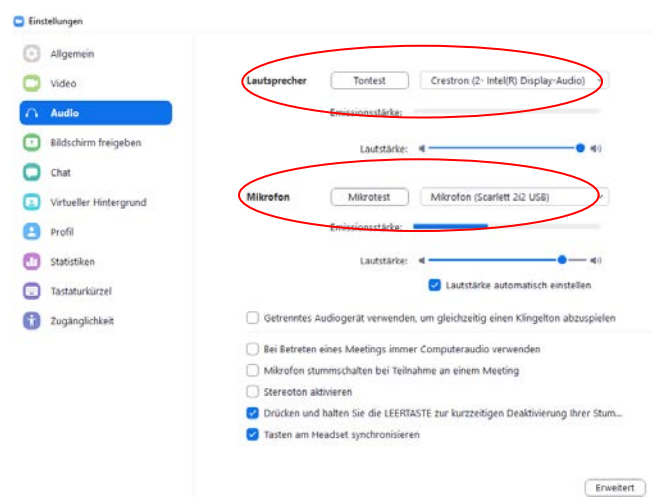 Einstellungen
Allgemein
Video
Audio
Bildschirm freigeben
Chat
Virtueller Hintergrund
Profil
Statistiken
Tastaturkürzel
Zugänglichkeit
Lautsprecher Tontest Crestron (2- Intel(R) Display-Audio)
Emissionsstärke:
Lautstärke:
Mikrofon Mikrotest Mikrofon (Scarlett 2i2 USB)
Emissionsstärke:
Lautstärke:
Lautstärke automatisch einstellen
Getrenntes Audiogerät verwenden, um gleichzeitig einen Klingelton abzuspielen
Bei Betreten eines Meetings immer Computeraudio verwenden
Mikrofon stummschalten bei Teilnahme an einem Meeting
Stereoton aktivieren
Drücken und halten Sie die LEERTASTE zur kurzzeitigen Deaktivierung Ihrer Stum...
Tasten am Headset synchronisieren
Erweitert